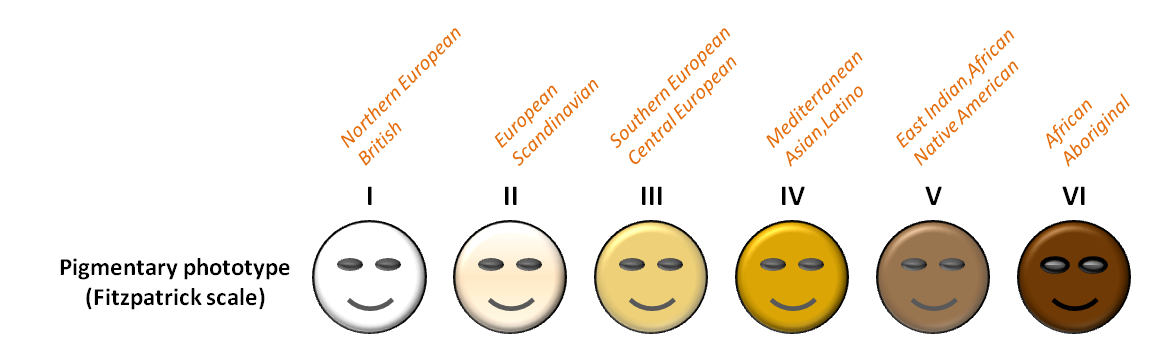 Northern European
British
European
Scandinavian
Southern European
Central European
Mediterranean
Asian,Latino
East Indian,African
Native American
African
Aboriginal
I
II
III
IV
V
VI
Pigmentary phototype
(Fitzpatrick scale)